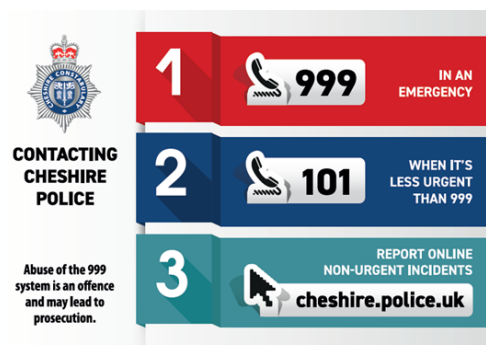 CHESHIRE CONSTABULARY
CONTACTING
CHESHIRE
POLICE
Abuse of the 999
system is an offence
and may lead to
prosecution.
1
999
IN AN
EMERGENCY
2
101
WHEN IT'S
LESS URGENT
THAN 999
3
REPORT ONLINE
NON-URGENT INCIDENTS
cheshire.police.uk